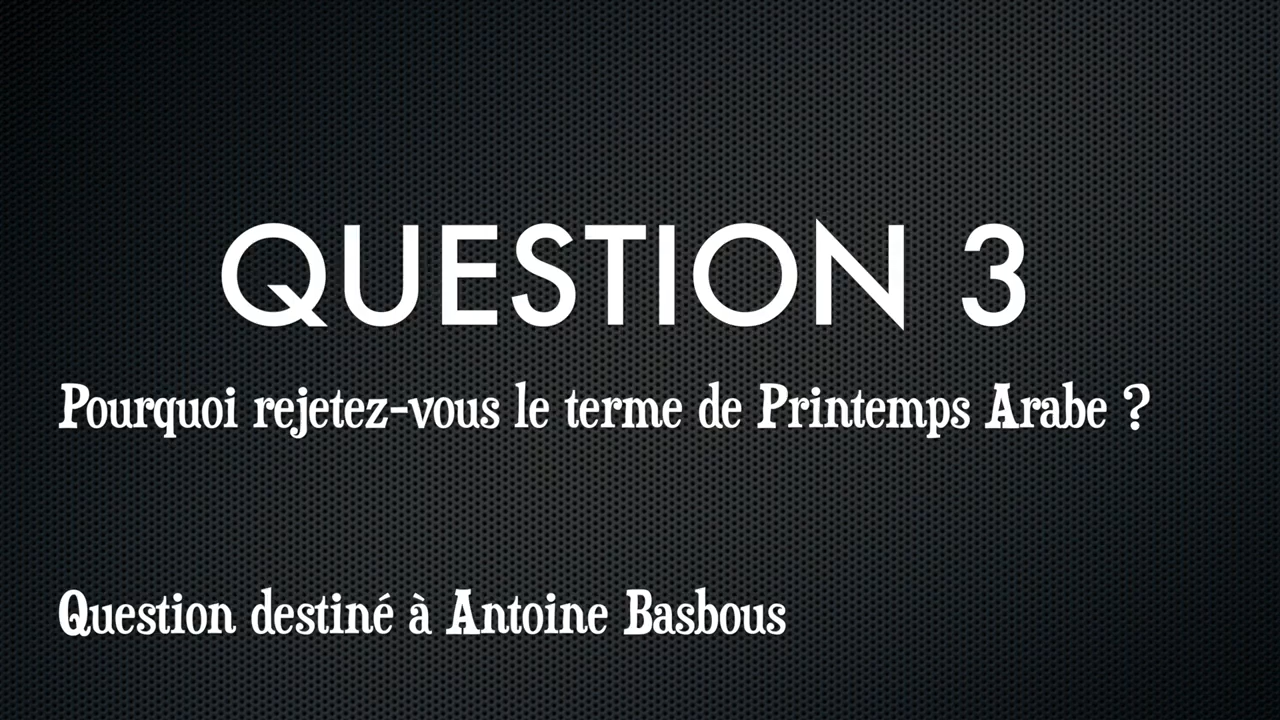 QUESTION 3
Pourquoi rejetez-vous le terme de Printemps Arabe ?
Question destiné à Antoine Basbous